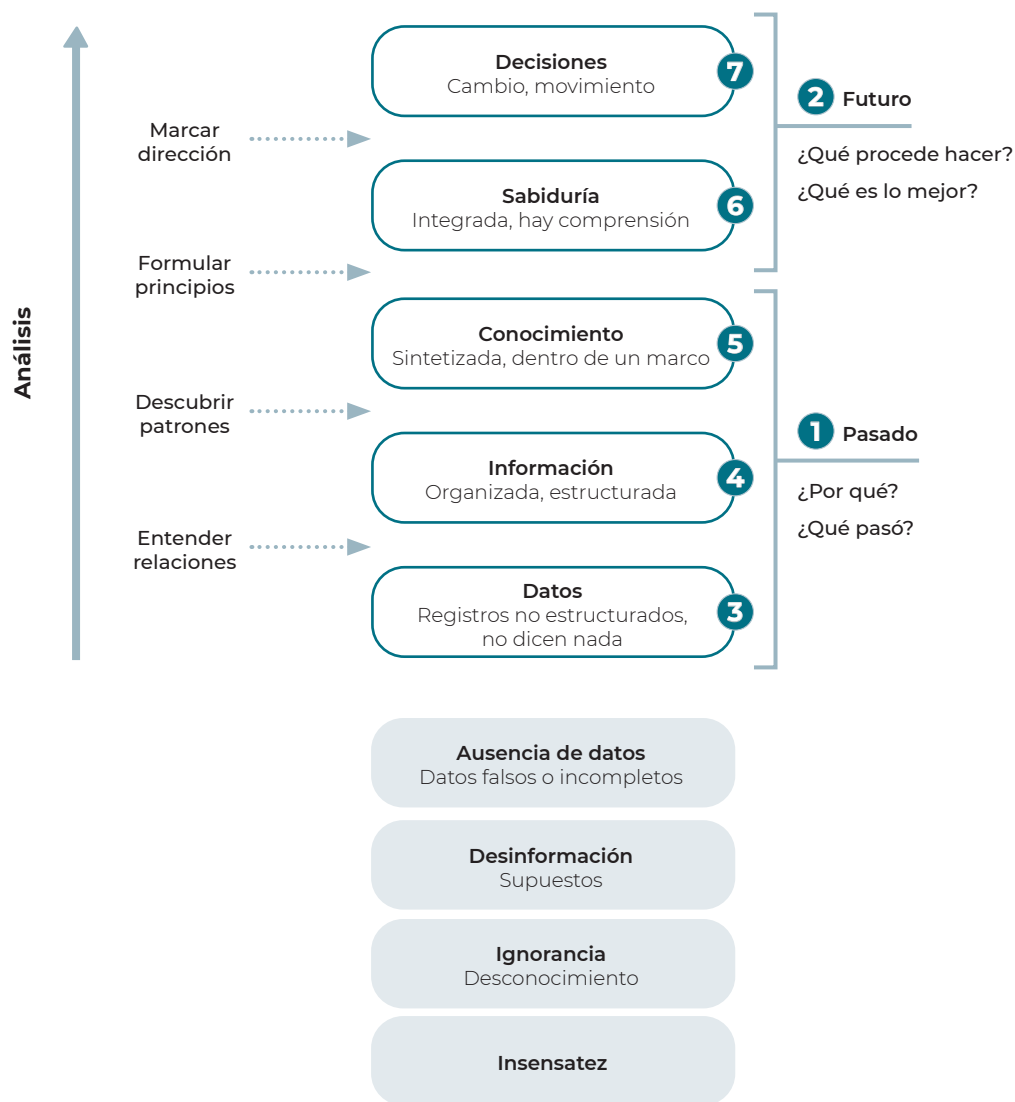 Decisiones
Cambio, movimiento
7
2 Futuro
¿Qué procede hacer?
¿Qué es lo mejor?
Marcar
dirección
Sabiduría
Integrada, hay comprensión
6
Formular
principios
Análisis
Conocimiento
Sintetizada, dentro de un marco
5
Descubrir
patrones
1 Pasado
¿Por qué?
¿Qué pasó?
Información
Organizada, estructurada
4
Entender
relaciones
Datos
Registros no estructurados,
no dicen nada
3
Ausencia de datos
Datos falsos o incompletos
Desinformación
Supuestos
Ignorancia
Desconocimiento
Insensatez